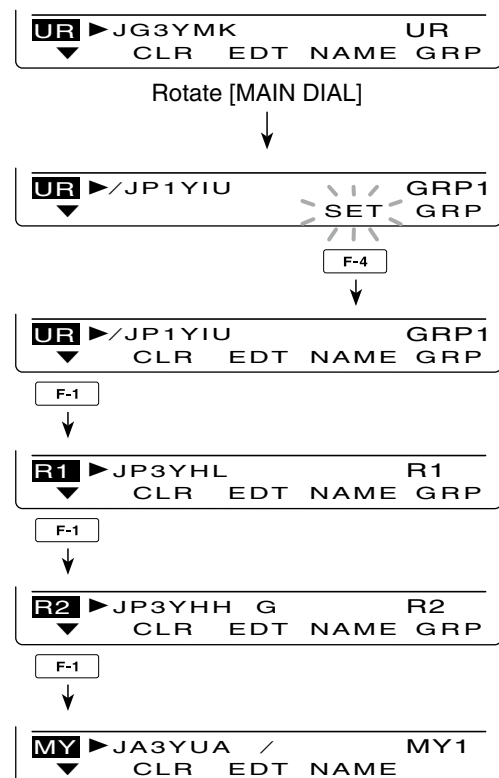 UR ►JG3YMK UR
▼ CLR EDT NAME GRP
Rotate [MAIN DIAL]
UR ►/JP1YIU GRP1
▼ SET GRP
F-4
UR ►/JP1YIU GRP1
▼ CLR EDT NAME GRP
F-1
R1 ►JP3YHL R1
▼ CLR EDT NAME GRP
F-1
R2 ►JP3YHH G R2
▼ CLR EDT NAME GRP
F-1
MY ►JA3YUA / MY1
▼ CLR EDT NAME